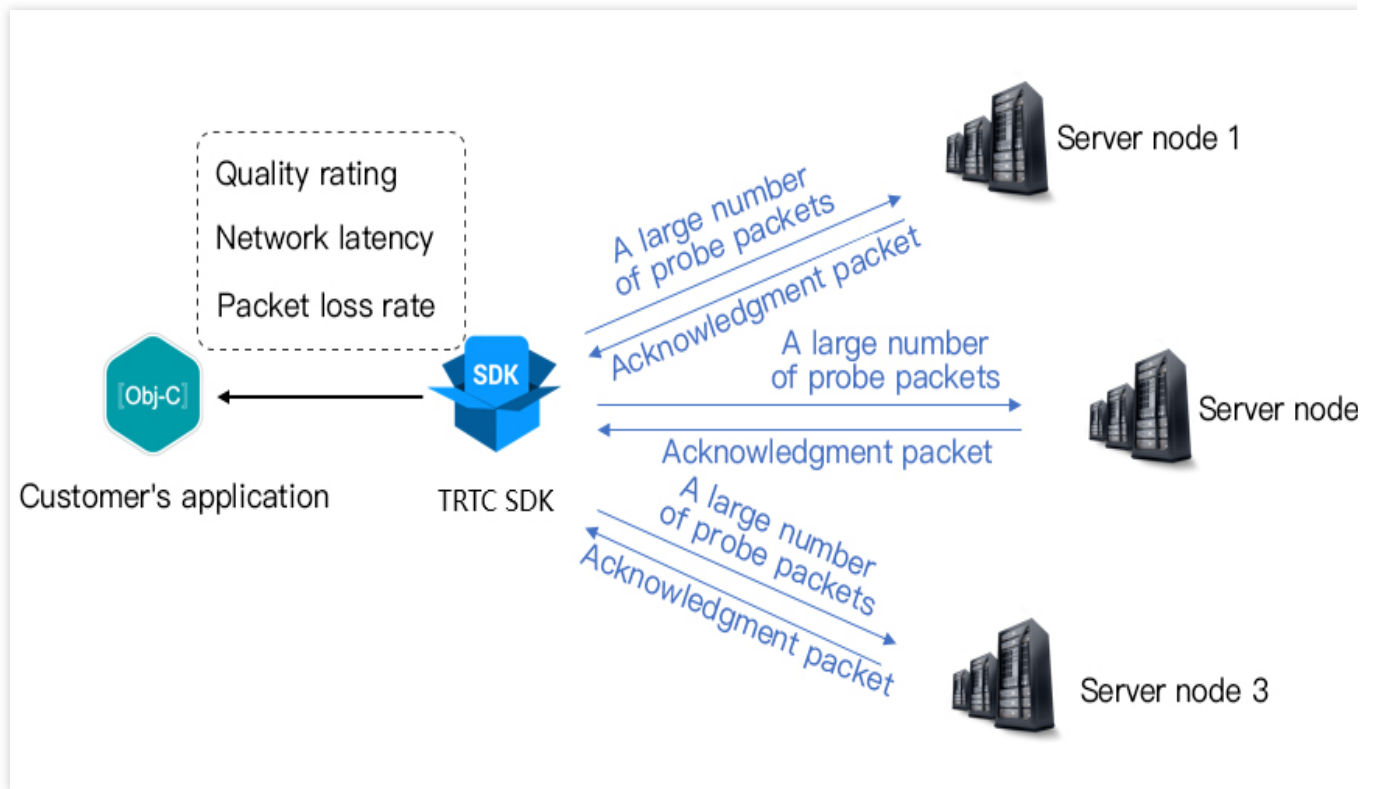 Quality rating
Network latency
Packet loss rate
[Obj-C]
Customer's application
SDK
TRTC SDK
A large number
of probe packets
Acknowledgment packet
Server node 1
A large number
of probe packets
Acknowledgment packet
Server node
A large number
of probe packets
Acknowledgment packet
Server node 3